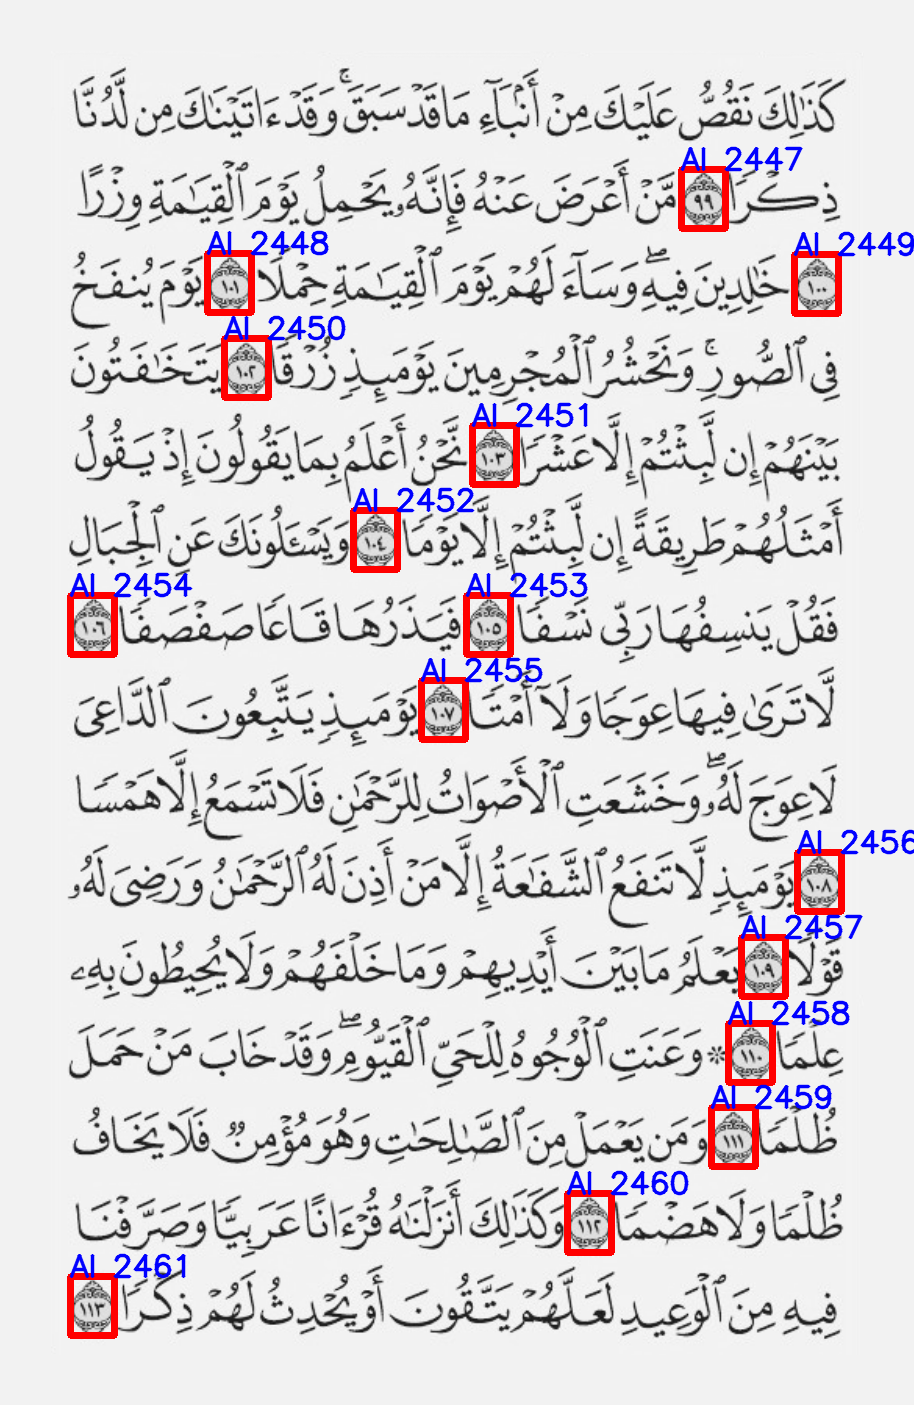 كَذَٰلِكَ نَقُصُّ عَلَيْكَ مِنْ أَنۢبَآءِ مَا قَدْ سَبَقَ ۚ وَقَدْ ءَاتَيْنَٰكَ مِن لَّدُنَّا
AI 2447
ذِكْرًا ٩٩ مَّنْ أَعْرَضَ عَنْهُ فَإِنَّهُۥ يَحْمِلُ يَوْمَ ٱلْقِيَٰمَةِ وِزْرًا
AI 2449 AI 2448
١٠٠ خَٰلِدِينَ فِيهِ ۖ وَسَآءَ لَهُمْ يَوْمَ ٱلْقِيَٰمَةِ حِمْلًا ١٠١ يَوْمَ يُنفَخُ
AI 2450
فِى ٱلصُّورِ ۚ وَنَحْشُرُ ٱلْمُجْرِمِينَ يَوْمَئِذٍ زُرْقًا ١٠٢ يَتَخَٰفَتُونَ
AI 2451
بَيْنَهُمْ إِن لَّبِثْتُمْ إِلَّا عَشْرًا ١٠٣ نَّحْنُ أَعْلَمُ بِمَا يَقُولُونَ إِذْ يَقُولُ
AI 2452
أَمْثَلُهُمْ طَرِيقَةً إِن لَّبِثْتُمْ إِلَّا يَوْمًا ١٠٤ وَيَسْـَٔلُونَكَ عَنِ ٱلْجِبَالِ
AI 2453 AI 2454
فَقُلْ يَنسِفُهَا رَبِّى نَسْفًا ١٠٥ فَيَذَرُهَا قَاعًا صَفْصَفًا ١٠٦
AI 2455
لَّا تَرَىٰ فِيهَا عِوَجًا وَلَآ أَمْتًا ١٠٧ يَوْمَئِذٍ يَتَّبِعُونَ ٱلدَّاعِىَ
لَا عِوَجَ لَهُۥ ۖ وَخَشَعَتِ ٱلْأَصْوَاتُ لِلرَّحْمَٰنِ فَلَا تَسْمَعُ إِلَّا هَمْسًا
AI 2456
١٠٨ يَوْمَئِذٍ لَّا تَنفَعُ ٱلشَّفَٰعَةُ إِلَّا مَنْ أَذِنَ لَهُ ٱلرَّحْمَٰنُ وَرَضِىَ لَهُۥ
AI 2457
قَوْلًا ١٠٩ يَعْلَمُ مَا بَيْنَ أَيْدِيهِمْ وَمَا خَلْفَهُمْ وَلَا يُحِيطُونَ بِهِۦ
AI 2458
عِلْمًا ١١٠ ۞ وَعَنَتِ ٱلْوُجُوهُ لِلْحَىِّ ٱلْقَيُّومِ ۖ وَقَدْ خَابَ مَنْ حَمَلَ
AI 2459
ظُلْمًا ١١١ وَمَن يَعْمَلْ مِنَ ٱلصَّٰلِحَٰتِ وَهُوَ مُؤْمِنٌ فَلَا يَخَافُ
AI 2460
ظُلْمًا وَلَا هَضْمًا ١١٢ وَكَذَٰلِكَ أَنزَلْنَٰهُ قُرْءَانًا عَرَبِيًّا وَصَرَّفْنَا
AI 2461
فِيهِ مِنَ ٱلْوَعِيدِ لَعَلَّهُمْ يَتَّقُونَ أَوْ يُحْدِثُ لَهُمْ ذِكْرًا ١١٣